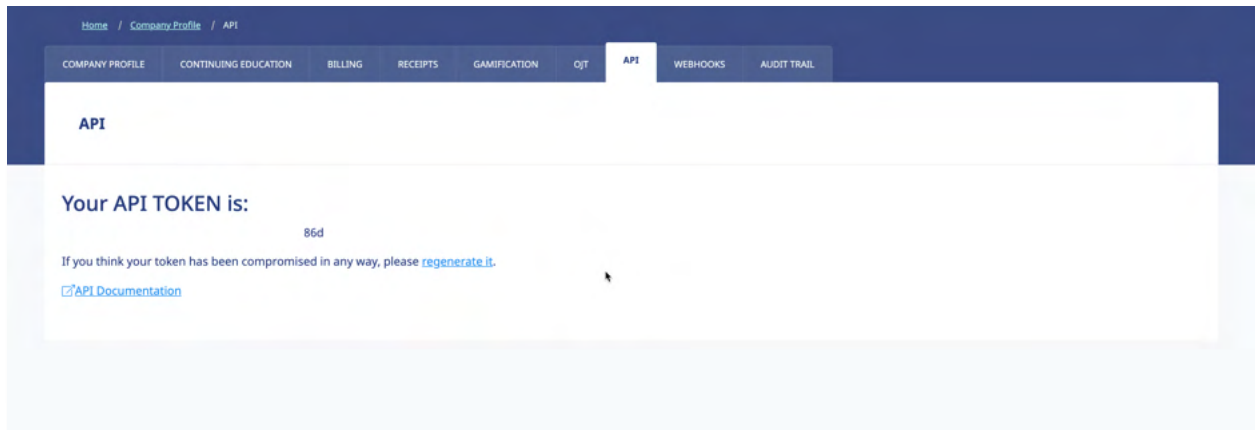 Home / Company Profile / API
COMPANY PROFILE CONTINUING EDUCATION BILLING RECEIPTS GAMIFICATION OJT API WEBHOOKS AUDIT TRAIL
API
Your API TOKEN is:
86d
If you think your token has been compromised in any way, please regenerate it.
API Documentation